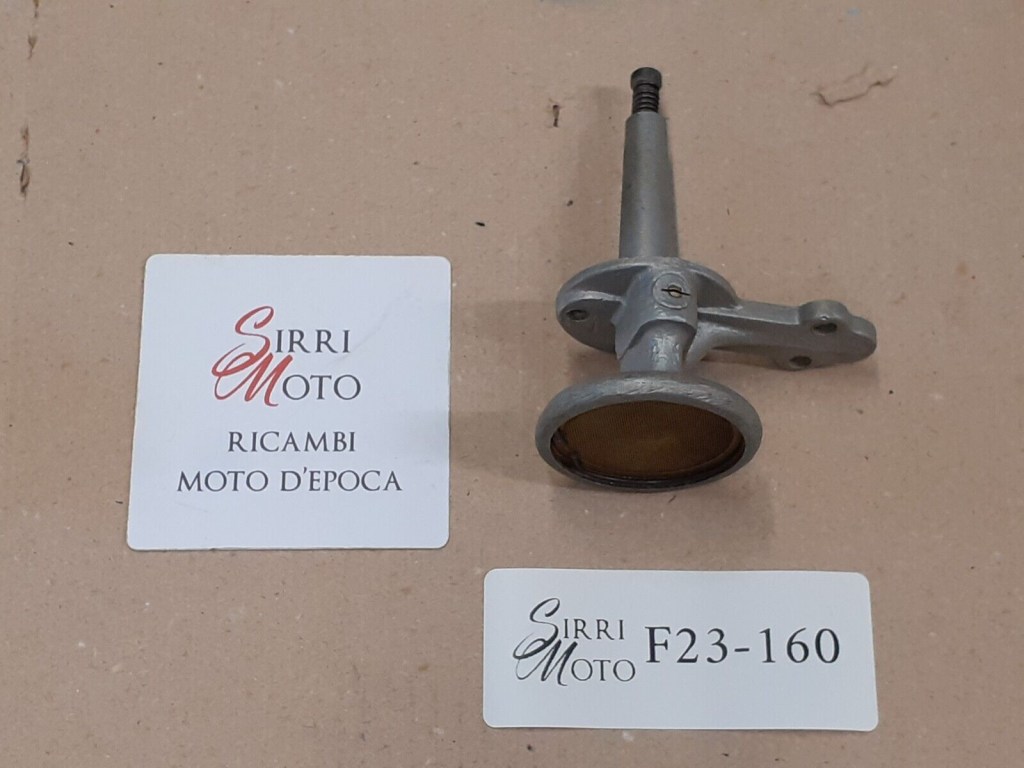 SIRRI
MOTO
RICAMBI
MOTO D'EPOCA
SIRRI
MOTO
F23-160